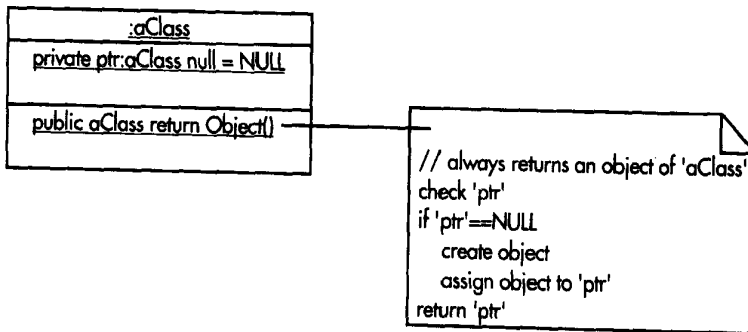 :aClass
private ptr:aClass null = NULL
public aClass return Object()
// always returns an object of 'aClass'
check 'ptr'
if 'ptr'==NULL
create object
assign object to 'ptr'
return 'ptr'